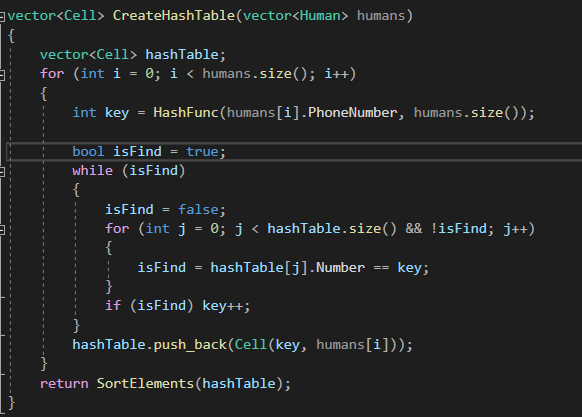 vector<Cell> CreateHashTable(vector<Human> humans)
{
    vector<Cell> hashTable;
    for (int i = 0; i < humans.size(); i++)
    {
        int key = HashFunc(humans[i].PhoneNumber, humans.size());

        bool isFind = true;
        while (isFind)
        {
            isFind = false;
            for (int j = 0; j < hashTable.size() && !isFind; j++)
            {
                isFind = hashTable[j].Number == key;
            }
            if (isFind) key++;
        }
        hashTable.push_back(Cell(key, humans[i]));
    }
    return SortElements(hashTable);
}